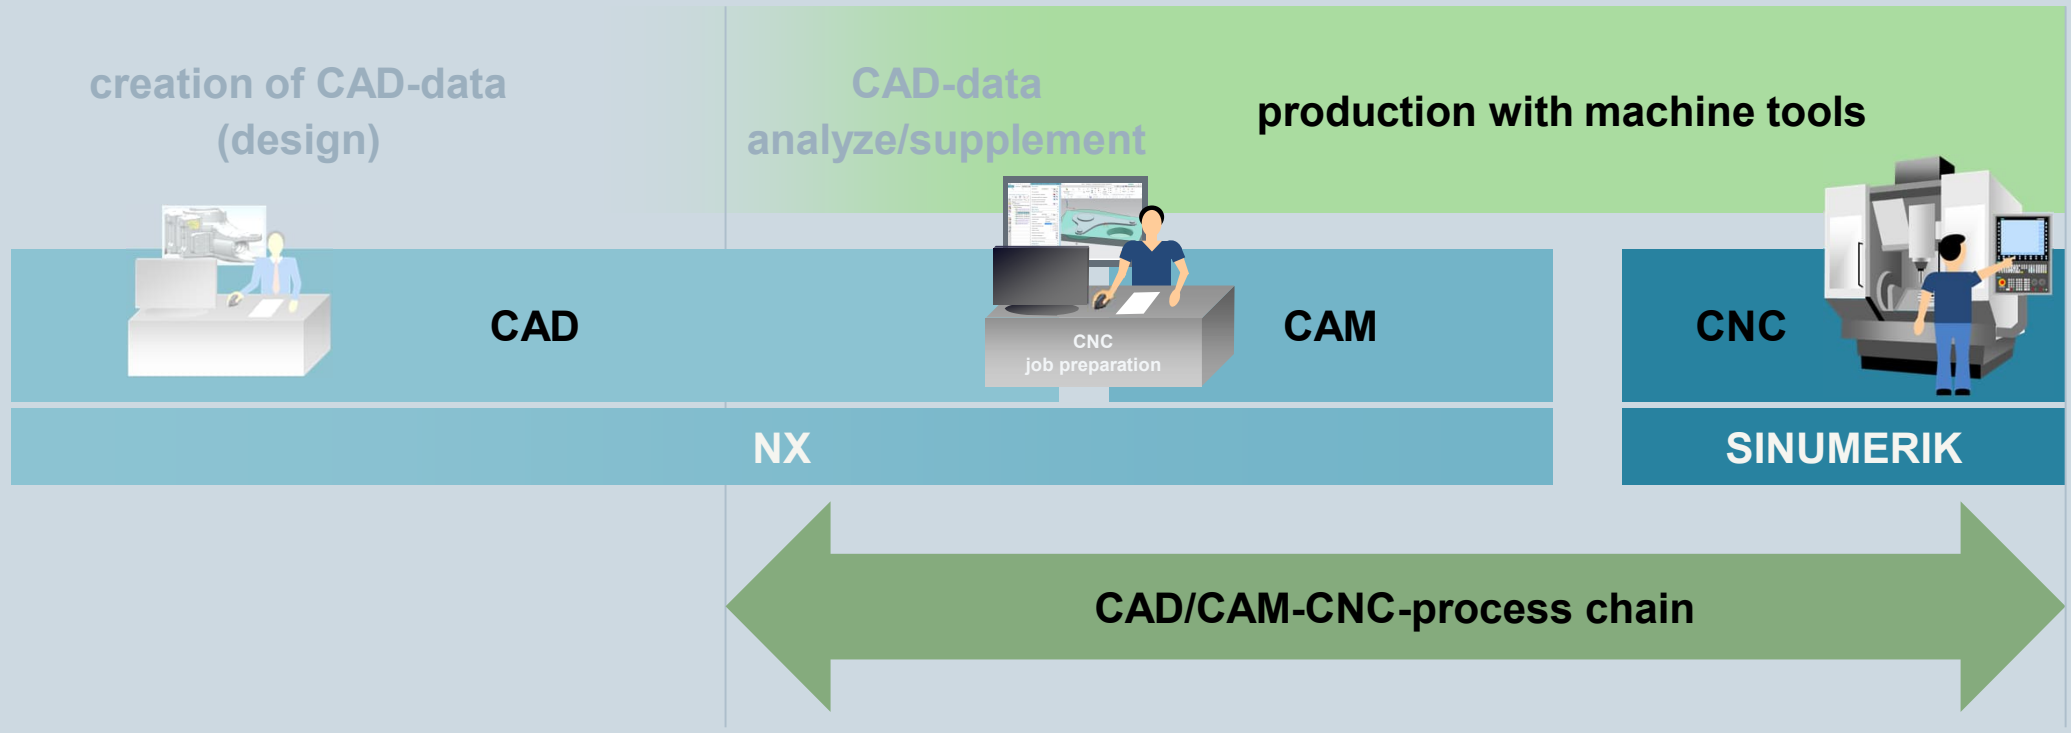 creation of CAD-data
(design)
CAD-data
analyze/supplement
production with machine tools
CAD
CNC
job preparation
CAM
CNC
NX
SINUMERIK
CAD/CAM-CNC-process chain